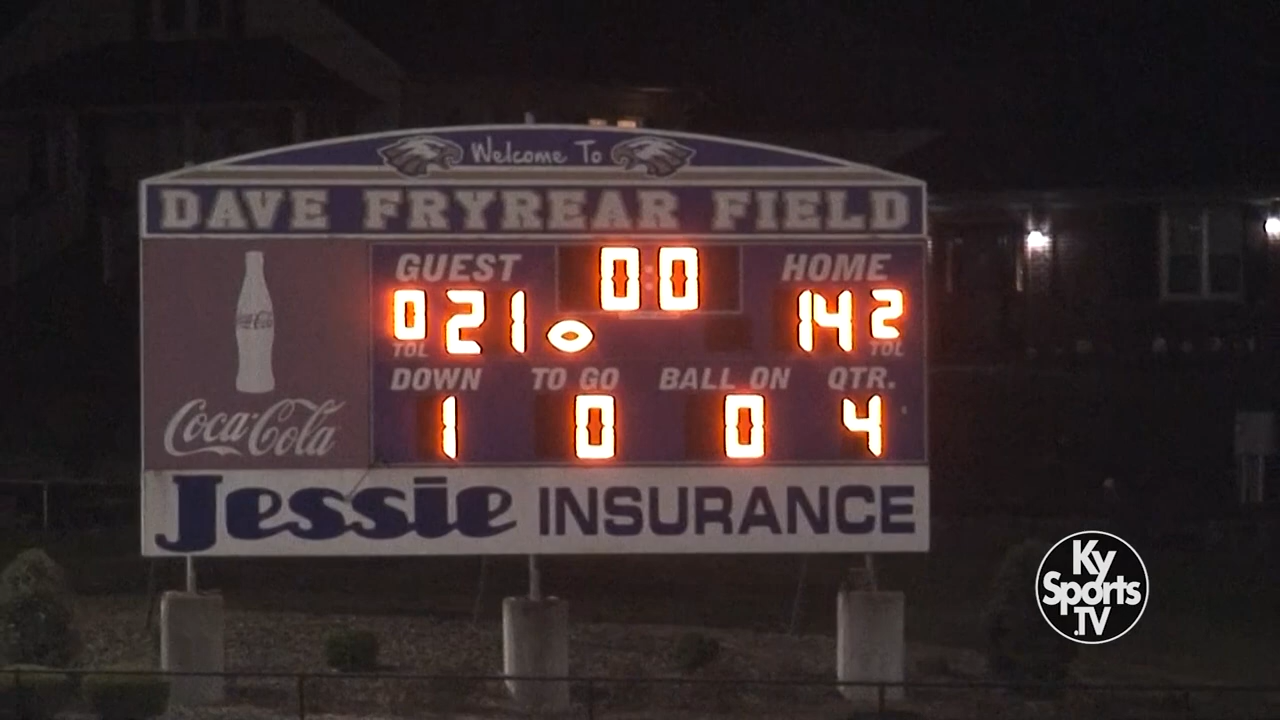 Welcome To
DAVE FRYREAR FIELD
GUEST 00 HOME
0 21 14 2
TOL TOL
DOWN TO GO BALL ON QTR.
1 0 0 4
Coca-Cola
Coca-Cola
Jessie INSURANCE
Ky
Sports
.TV